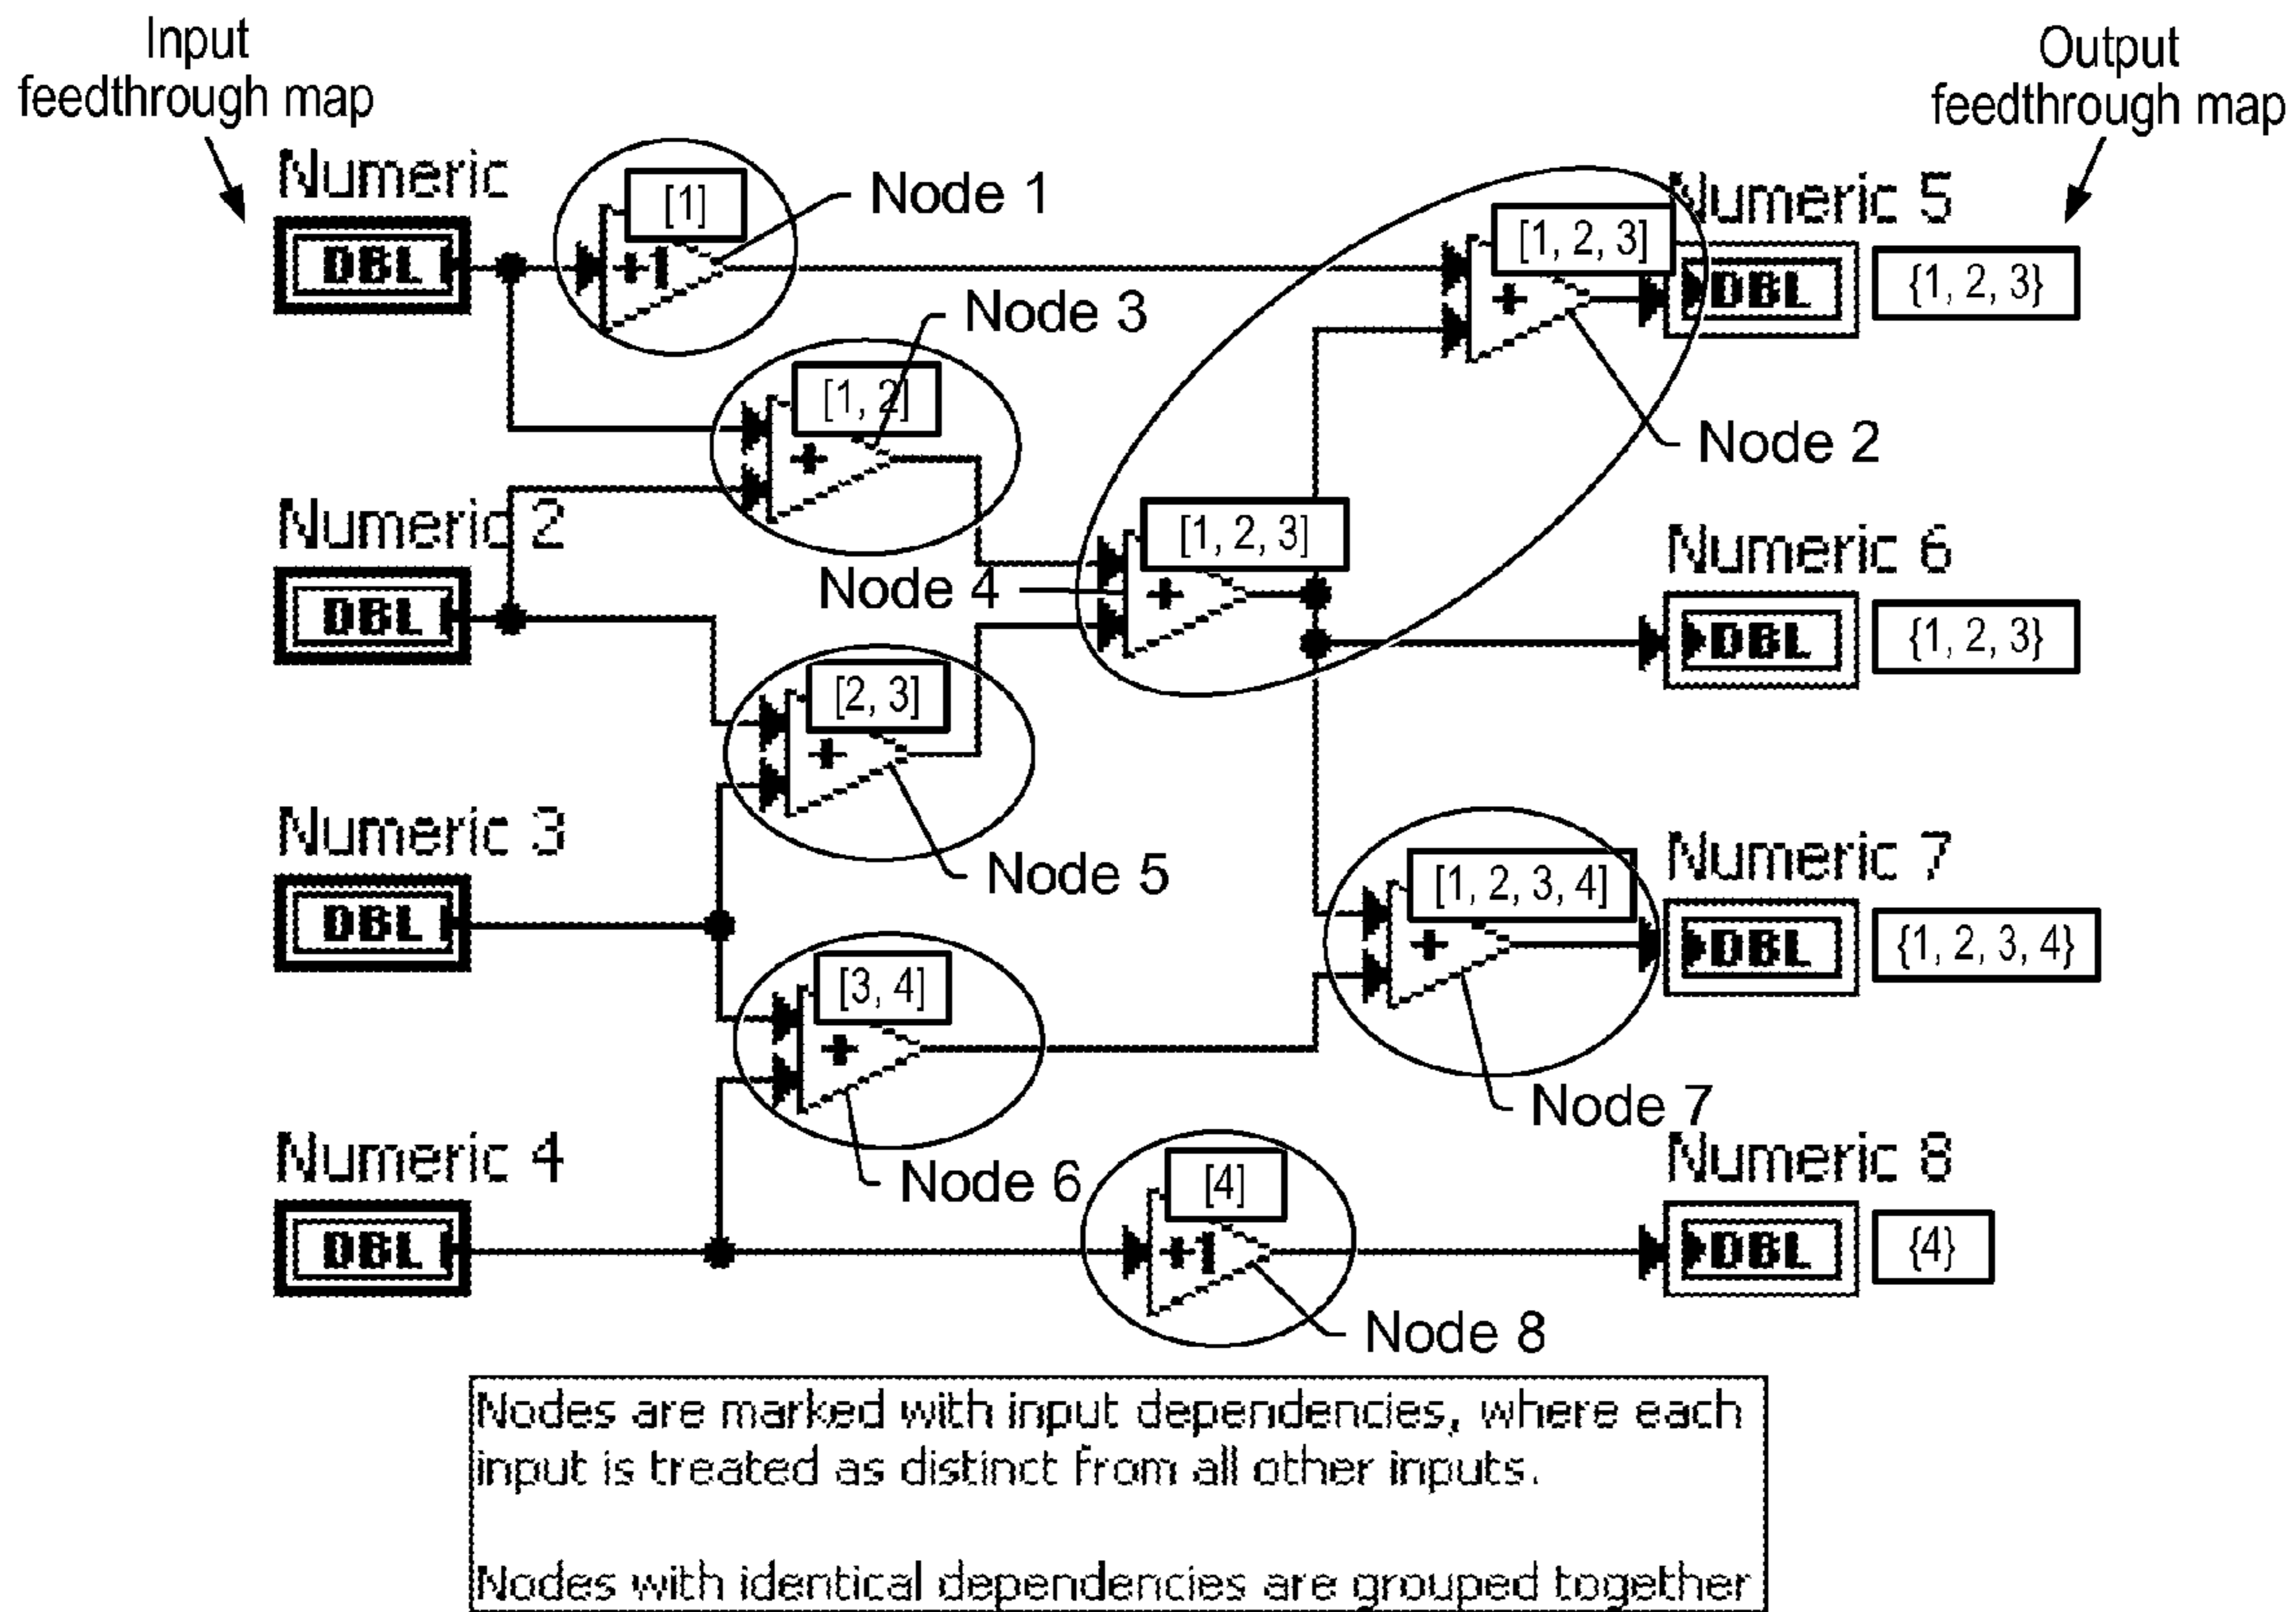 Input
feedthrough map
Output
feedthrough map
Numeric
DBL
[1]
+1
Node 1
Node 3
[1, 2]
+
[1, 2, 3]
+
Numeric 5
DBL
{1, 2, 3}
Node 2
Numeric 2
DBL
Node 4
[1, 2, 3]
+
Numeric 6
DBL
{1, 2, 3}
[2, 3]
+
Node 5
Numeric 3
DBL
[1, 2, 3, 4]
+
Numeric 7
DBL
{1, 2, 3, 4}
Node 7
[3, 4]
+
Node 6
Numeric 4
DBL
[4]
+1
Node 8
Numeric 8
DBL
{4}
Nodes are marked with input dependencies, where each
input is treated as distinct from all other inputs.
Nodes with identical dependencies are grouped together